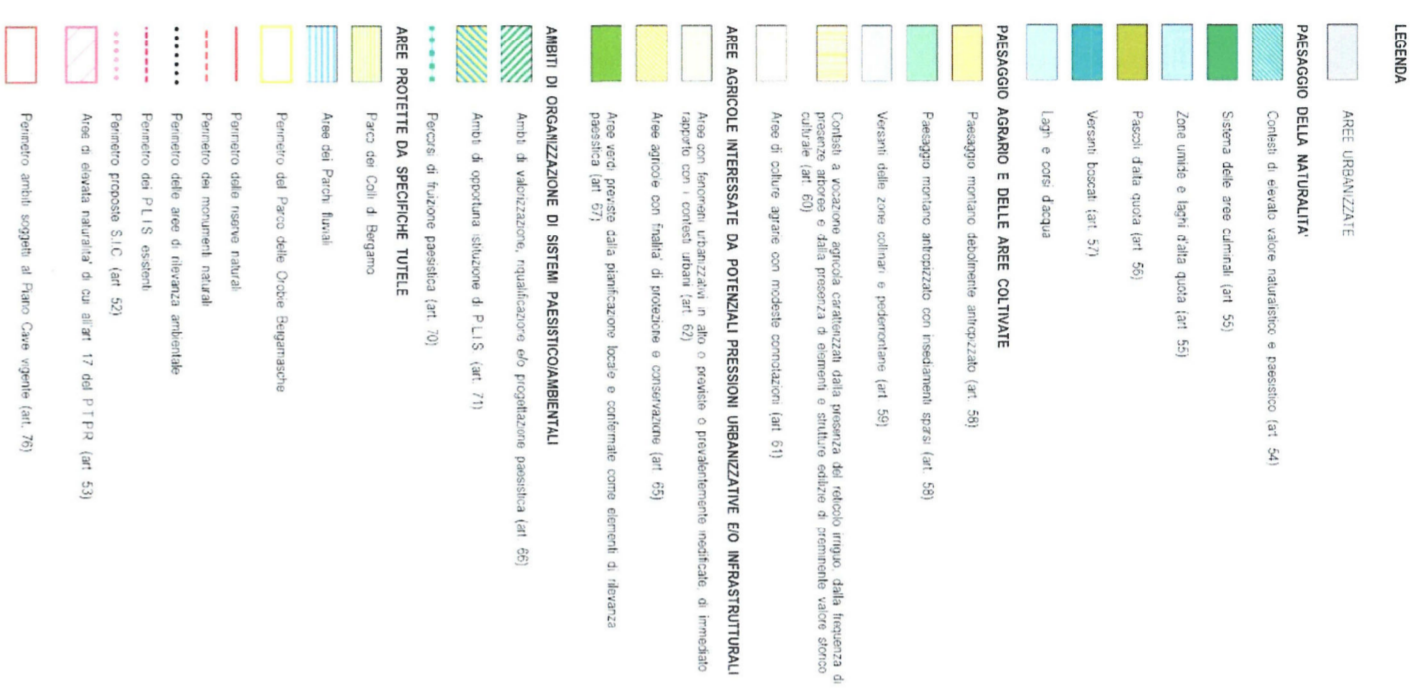 LEGENDA
AREE URBANIZZATE
PAESAGGIO DELLA NATURALITA'
Contesti di elevato valore naturalistico e paesistico (art 54)
Sistema delle aree culminali (art 55)
Zone umide e laghi d'alta quota (art 55)
Pascoli d'alta quota (art 56)
Versanti boscati (art. 57)
Laghi e corsi d'acqua
PAESAGGIO AGRARIO E DELLE AREE COLTIVATE
Paesaggio montano debolmente antropizzato (art. 58)
Paesaggio montano antropizzato con insediamenti sparsi (art. 58)
Versanti delle zone collinari e pedemontane (art 59)
Contesti a vocazione agricola caratterizzati dalla presenza del reticolo irriguo, dalla frequenza di
presenze arboree e dalla presenza di elementi e strutture edilizie di preminente valore storico
culturale (art. 60)
Aree di colture agrarie con modeste connotazioni (art 61)
AREE AGRICOLE INTERESSATE DA POTENZIALI PRESSIONI URBANIZZATIVE E/O INFRASTRUTTURALI
Aree con fenomeni urbanizzativi in atto o previste o prevalentemente inedificate, di immediato
rapporto con i contesti urbani (art. 62)
Aree agricole con finalita' di protezione e conservazione (art 65)
Aree verdi previste dalla pianificazione locale e confermate come elementi di rilevanza
paesistica (art 67)
AMBITI DI ORGANIZZAZIONE DI SISTEMI PAESISTICO/AMBIENTALI
Ambiti di valorizzazione, riqualificazione e/o progettazione paesistica (art 66)
Ambiti di opportuna istituzione di P.L.I.S (art. 71)
Percorsi di fruizione paesistica (art. 70)
AREE PROTETTE DA SPECIFICHE TUTELE
Parco dei Colli di Bergamo
Aree dei Parchi fluviali
Perimetro del Parco delle Orobie Bergamasche
Perimetro delle riserve naturali
Perimetro dei monumenti naturali
Perimetro delle aree di rilevanza ambientale
Perimetro dei P L I S esistenti
Perimetro proposte S.I.C. (art 52)
Aree di elevata naturalita' di cui all'art 17 del P T P R (art 53)
Perimetro ambiti soggetti al Piano Cave vigente (art. 76)